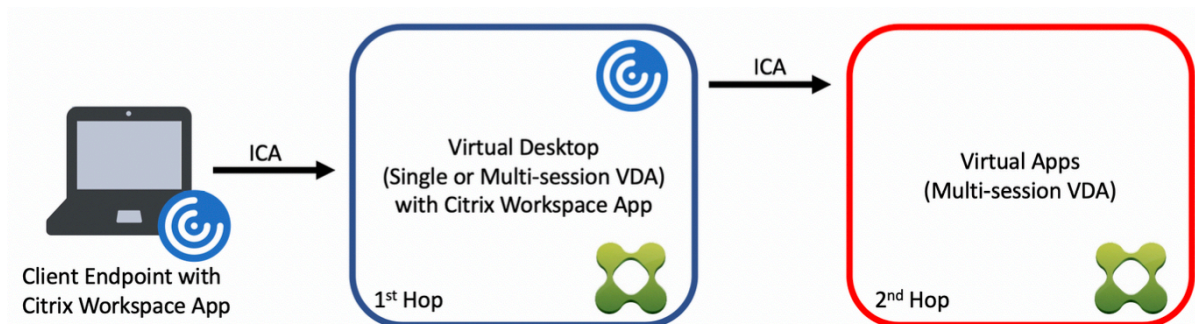 ICA
Client Endpoint with
Citrix Workspace App
Virtual Desktop
(Single or Multi-session VDA)
with Citrix Workspace App
1st Hop
ICA
Virtual Apps
(Multi-session VDA)
2nd Hop